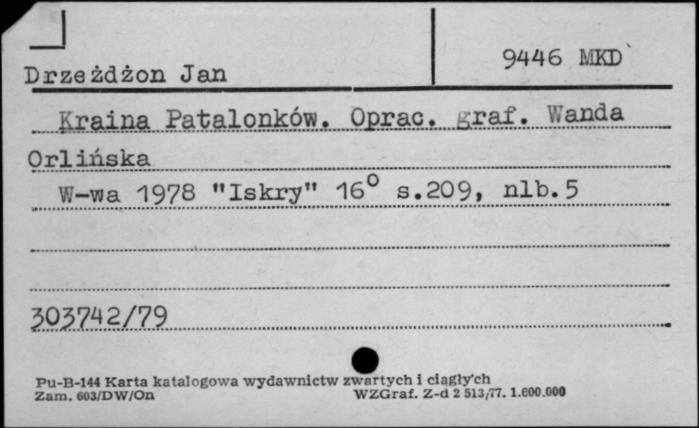 9446 MKD
Drzeżdżon Jan
Kraina Patalonków. Oprac. graf. Wanda
Orlińska
W-wa 1978 "Iskry" 16° s.209, nlb.5
303742/79
Pu-B-144 Karta katalogowa wydawnictw zwartych i ciągłych
Zam. 603/DW/On WZGraf. Z-d 2 513/77. 1.000.000